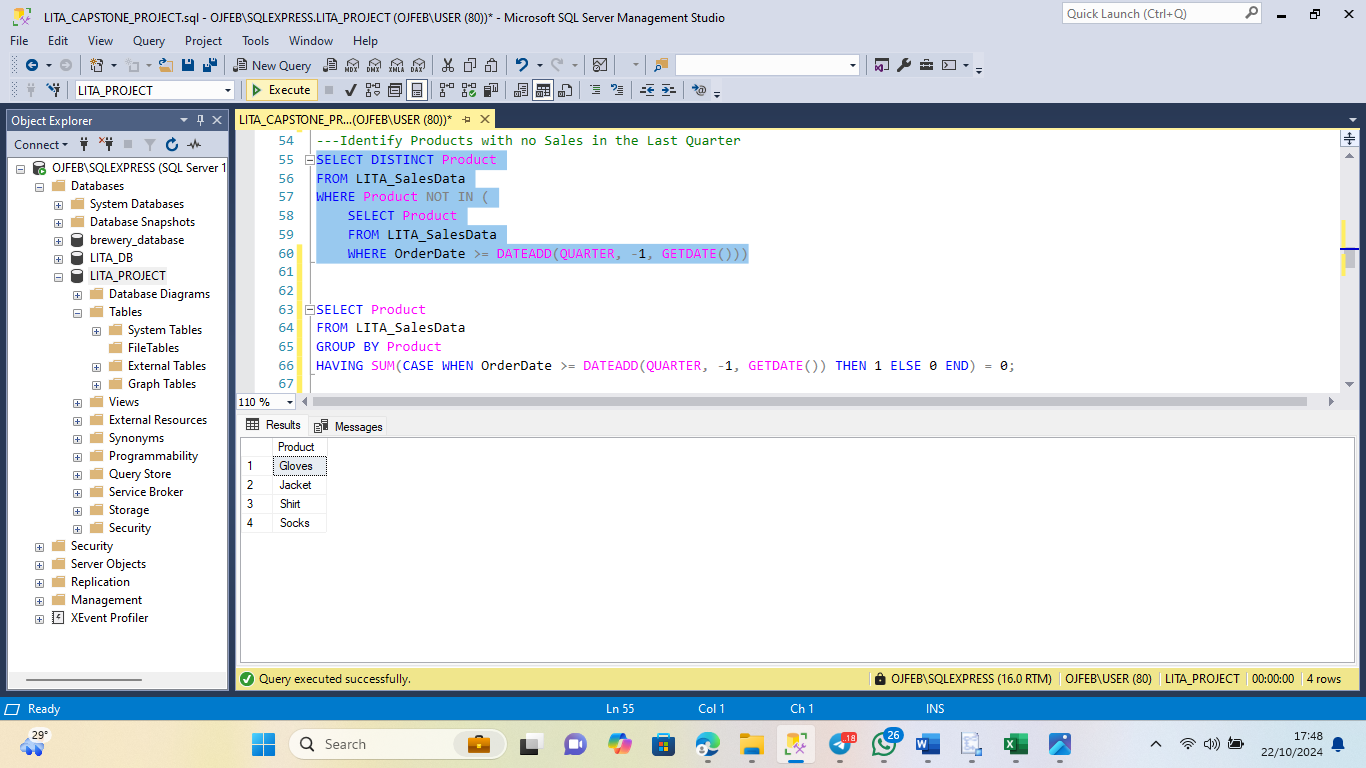 LITA_CAPSTONE_PROJECT.sql - OJFEB\SQLEXPRESS.LITA_PROJECT (OJFEB\USER (80))* - Microsoft SQL Server Management Studio
Quick Launch (Ctrl+Q)
File Edit View Query Project Tools Window Help
New Query MDX DMX XMLA DAX
LITA_PROJECT Execute
Object Explorer
LITA_CAPSTONE_PR...(OJFEB\USER (80))*
Connect
OJFEB\SQLEXPRESS (SQL Server 1
Databases
System Databases
Database Snapshots
brewery_database
LITA_DB
LITA_PROJECT
Database Diagrams
Tables
System Tables
FileTables
External Tables
Graph Tables
Views
External Resources
Synonyms
Programmability
Query Store
Service Broker
Storage
Security
Security
Server Objects
Replication
Management
XEvent Profiler
54 ---Identify Products with no Sales in the Last Quarter
55 SELECT DISTINCT Product
56 FROM LITA_SalesData
57 WHERE Product NOT IN (
58 SELECT Product
59 FROM LITA_SalesData
60 WHERE OrderDate >= DATEADD(QUARTER, -1, GETDATE()))
61
62
63 SELECT Product
64 FROM LITA_SalesData
65 GROUP BY Product
66 HAVING SUM(CASE WHEN OrderDate >= DATEADD(QUARTER, -1, GETDATE()) THEN 1 ELSE 0 END) = 0;
67
110 %
Results Messages
Product
1 Gloves
2 Jacket
3 Shirt
4 Socks
Query executed successfully. OJFEB\SQLEXPRESS (16.0 RTM) OJFEB\USER (80) LITA_PROJECT 00:00:00 4 rows
Ready Ln 55 Col 1 Ch 1 INS
29°
Search
18
26
17:48
22/10/2024